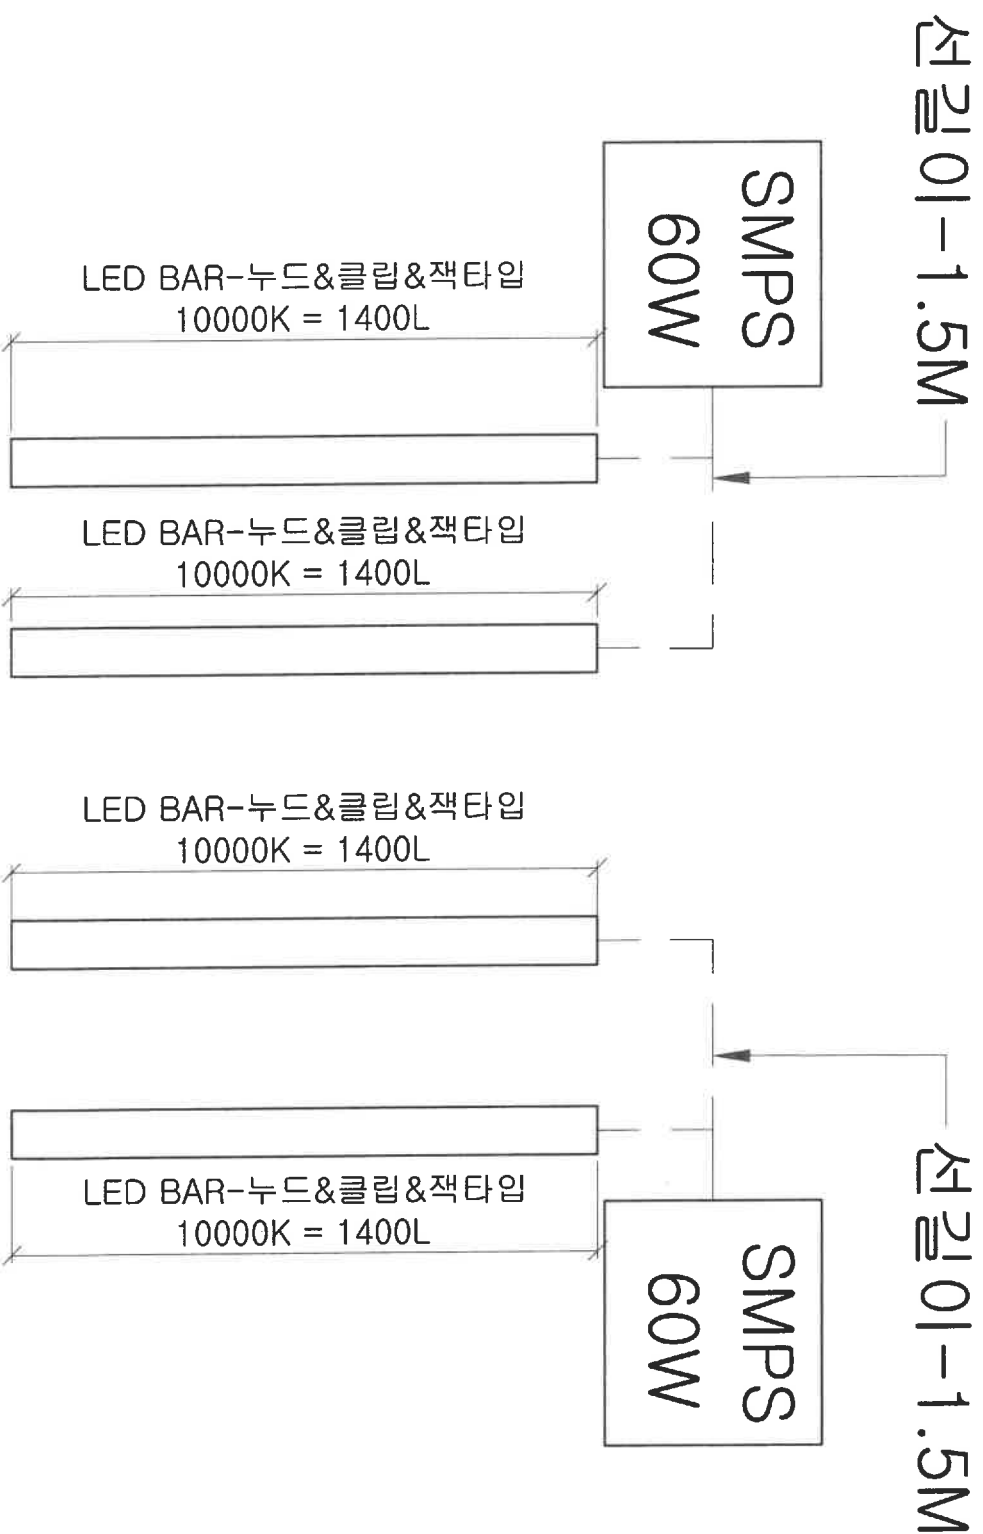 선길이-1.5M
SMPS
60W
LED BAR-누드&클립&잭타입
10000K = 1400L
LED BAR-누드&클립&잭타입
10000K = 1400L
LED BAR-누드&클립&잭타입
10000K = 1400L
LED BAR-누드&클립&잭타입
10000K = 1400L
SMPS
60W
선길이-1.5M